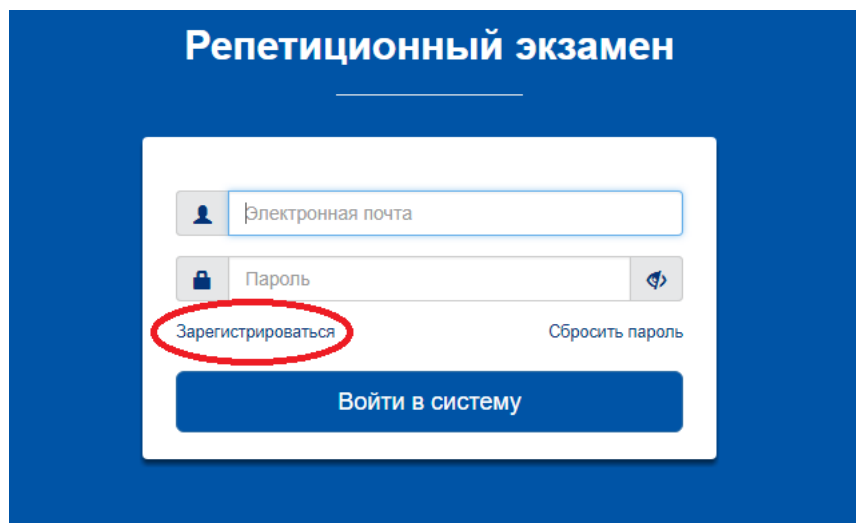 Репетиционный экзамен
Электронная почта
Пароль
Зарегистрироваться Сбросить пароль
Войти в систему